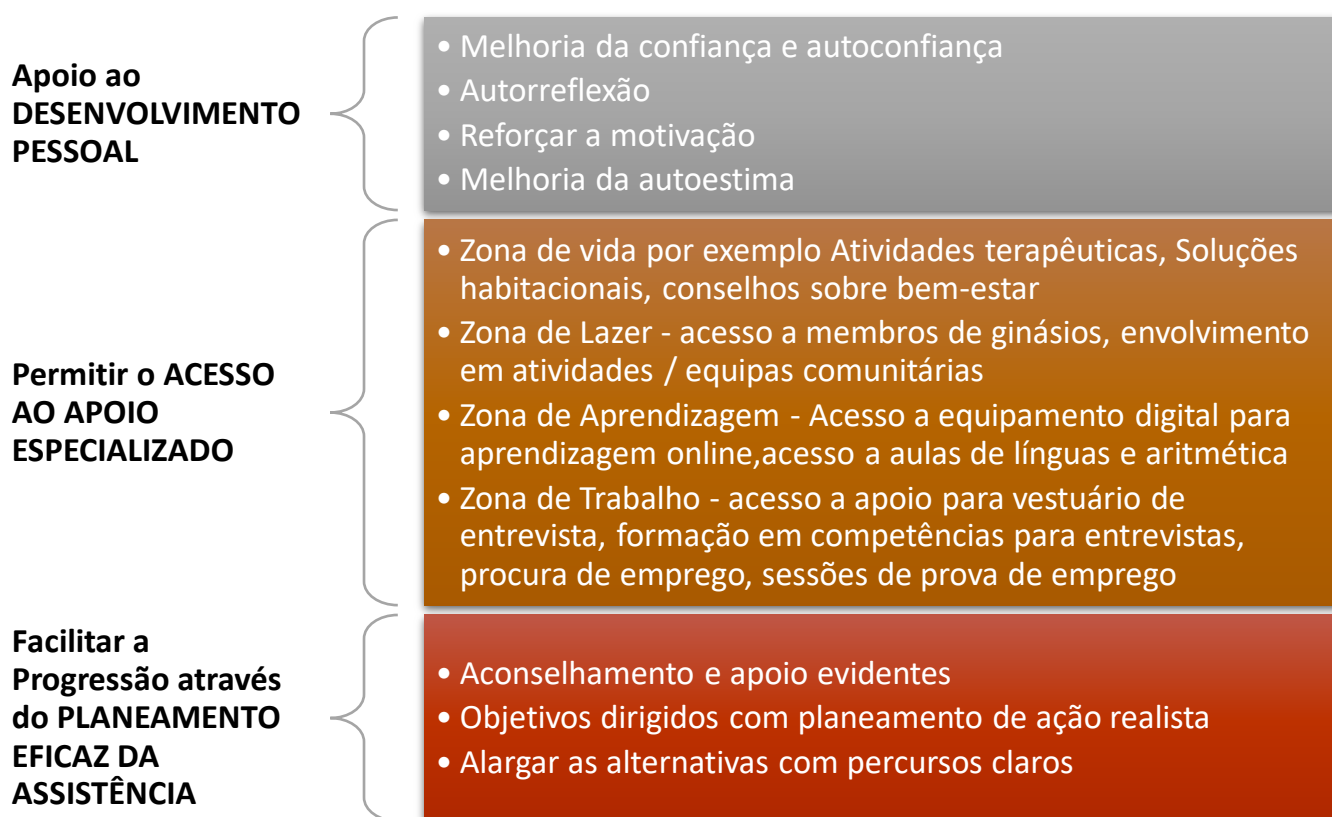 Apoio ao
DESENVOLVIMENTO
PESSOAL
• Melhoria da confiança e autoconfiança
• Autorreflexão
• Reforçar a motivação
• Melhoria da autoestima
Permitir o ACESSO
AO APOIO
ESPECIALIZADO
• Zona de vida por exemplo Atividades terapêuticas, Soluções
habitacionais, conselhos sobre bem-estar
• Zona de Lazer - acesso a membros de ginásios, envolvimento
em atividades / equipas comunitárias
• Zona de Aprendizagem - Acesso a equipamento digital para
aprendizagem online,acesso a aulas de línguas e aritmética
• Zona de Trabalho - acesso a apoio para vestuário de
entrevista, formação em competências para entrevistas,
procura de emprego, sessões de prova de emprego
Facilitar a
Progressão através
do PLANEAMENTO
EFICAZ DA
ASSISTÊNCIA
• Aconselhamento e apoio evidentes
• Objetivos dirigidos com planeamento de ação realista
• Alargar as alternativas com percursos claros